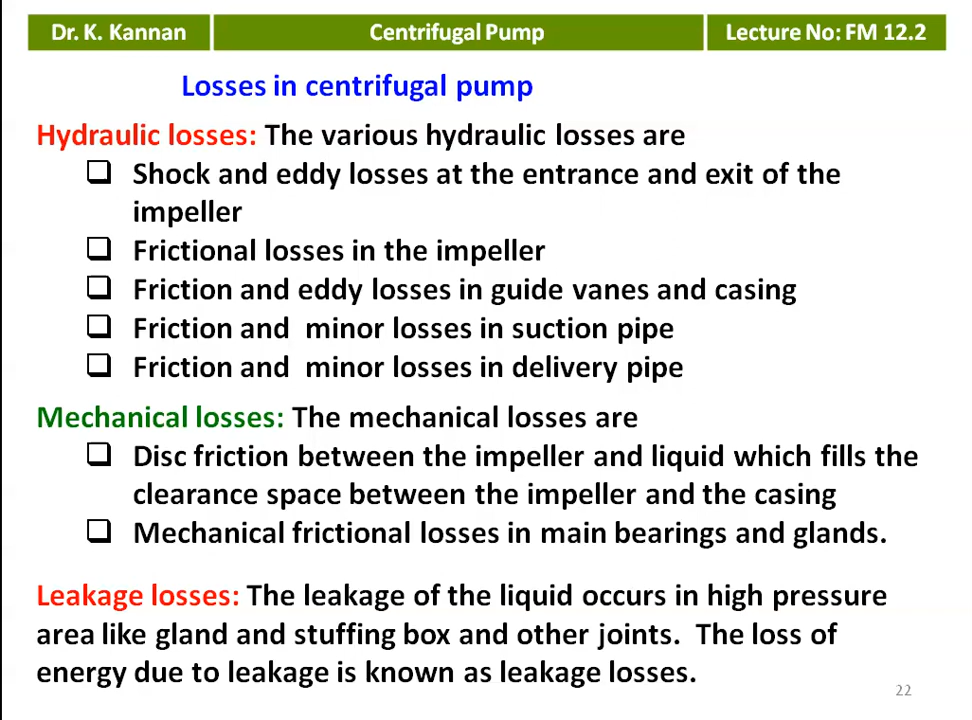 Dr. K. Kannan
Centrifugal Pump
Lecture No: FM 12.2
Losses in centrifugal pump
Hydraulic losses: The various hydraulic losses are
Shock and eddy losses at the entrance and exit of the
impeller
Frictional losses in the impeller
Friction and eddy losses in guide vanes and casing
Friction and  minor losses in suction pipe
Friction and  minor losses in delivery pipe
Mechanical losses: The mechanical losses are
Disc friction between the impeller and liquid which fills the
clearance space between the impeller and the casing
Mechanical frictional losses in main bearings and glands.
Leakage losses: The leakage of the liquid occurs in high pressure
area like gland and stuffing box and other joints.  The loss of
energy due to leakage is known as leakage losses.
22